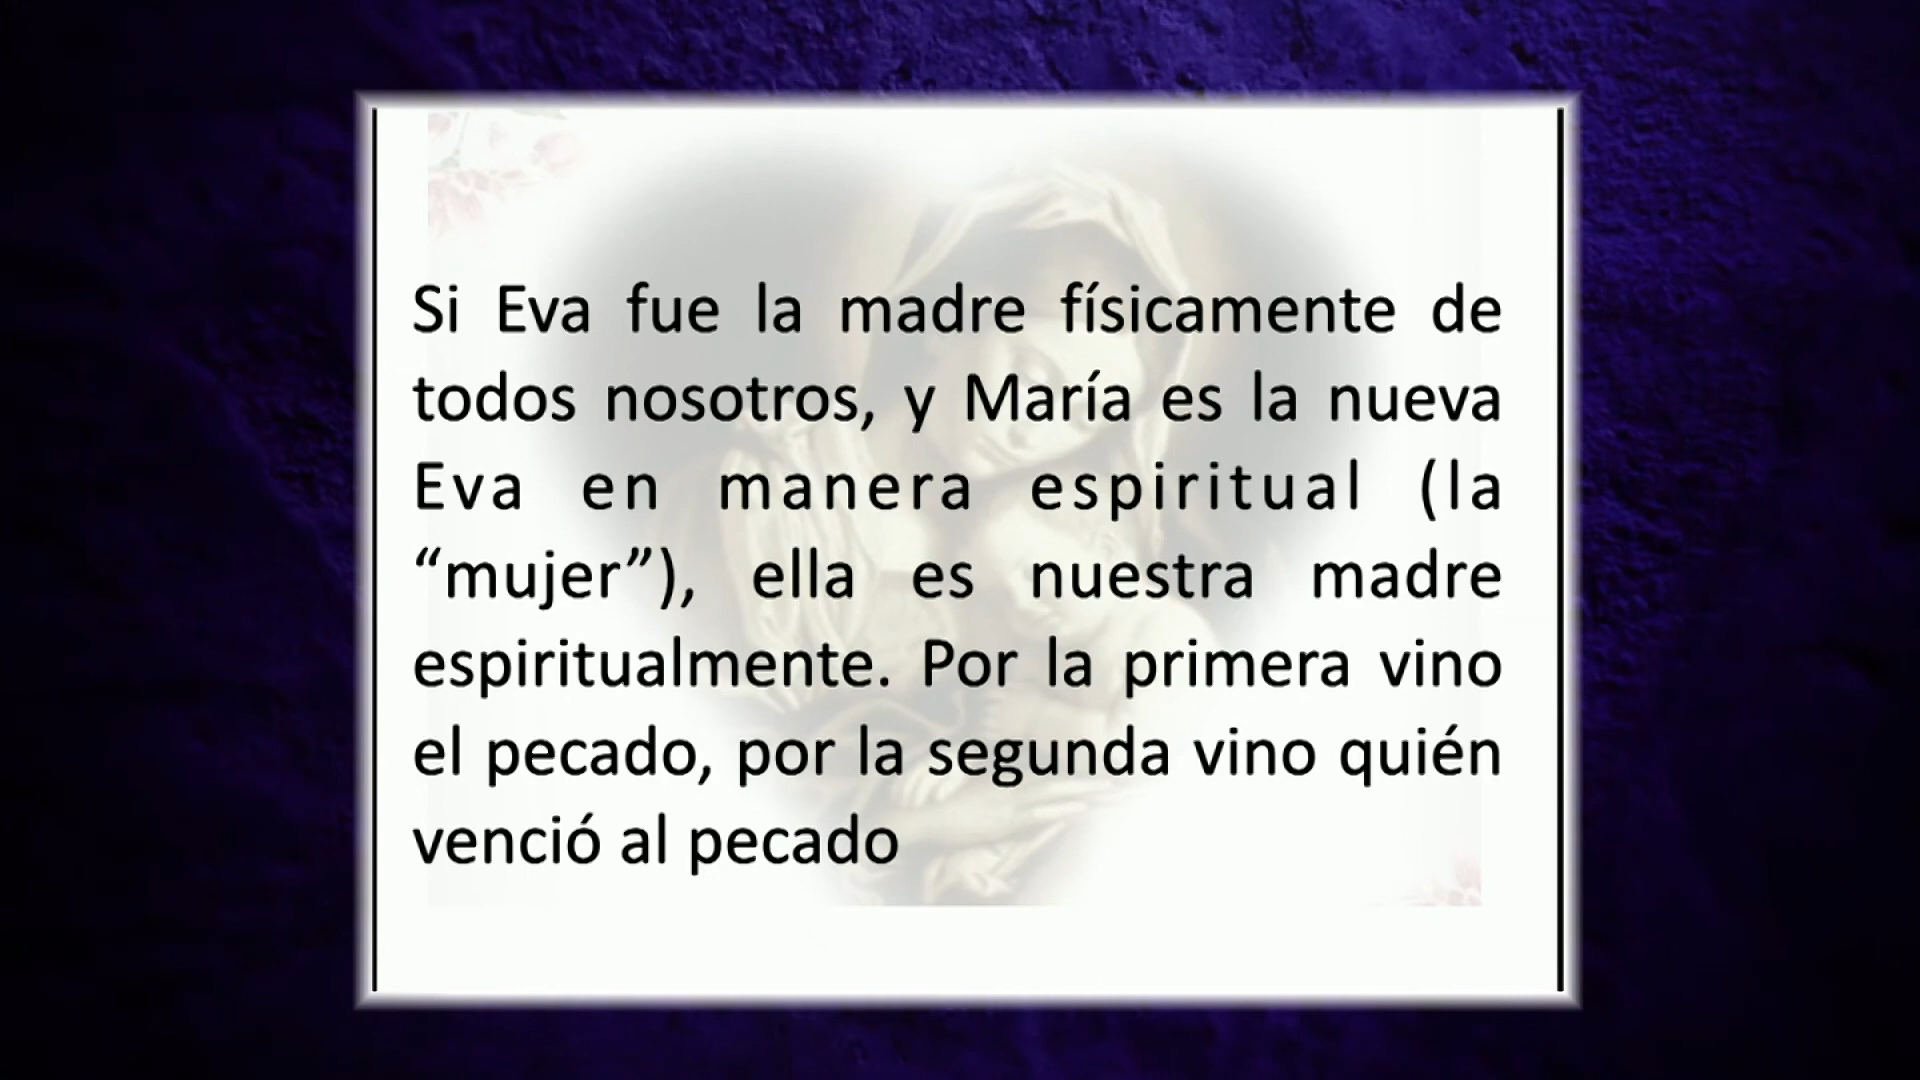 Si Eva fue la madre físicamente de
todos nosotros, y María es la nueva
Eva en manera espiritual (la
“mujer”), ella es nuestra madre
espiritualmente. Por la primera vino
el pecado, por la segunda vino quién
venció al pecado